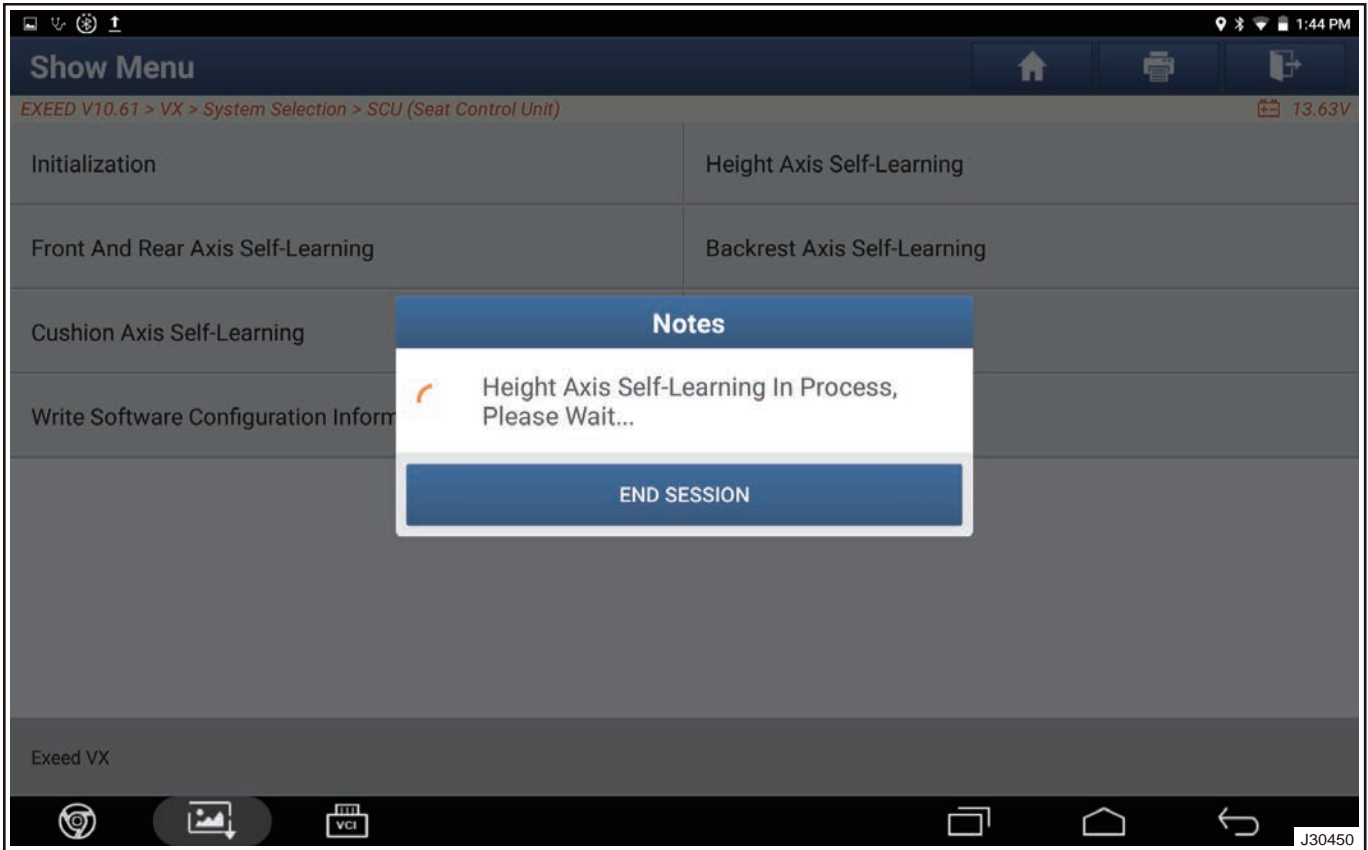 1:44 PM
Show Menu
EXEED V10.61 > VX > System Selection > SCU (Seat Control Unit)
13.63V
Initialization
Height Axis Self-Learning
Front And Rear Axis Self-Learning
Backrest Axis Self-Learning
Cushion Axis Self-Learning
Write Software Configuration Inform
Notes
Height Axis Self-Learning In Process,
Please Wait...
END SESSION
Exeed VX
VCI
J30450